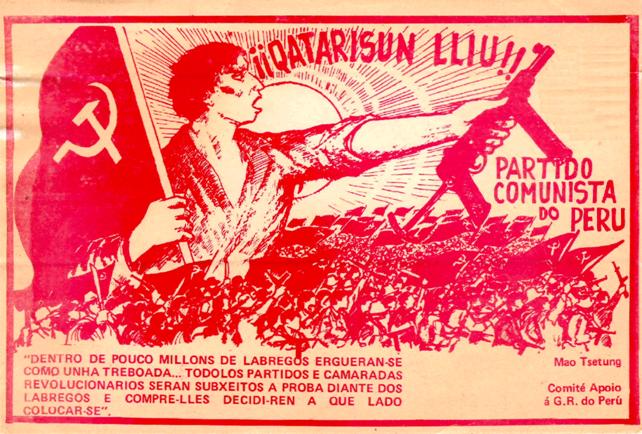 ¡¡QATARISUN LLIU!!
PARTIDO
COMUNISTA
DO PERU
"DENTRO DE POUCO MILLONS DE LABREGOS ERGUERAN-SE
COMO UNHA TREBOADA... TODOLOS PARTIDOS E CAMARADAS
REVOLUCIONARIOS SERAN SUBXEITOS A PROBA DIANTE DOS
LABREGOS E COMPRE-LLES DECIDI-REN A QUE LADO
COLOCAR-SE".
Mao Tsetung
Comité Apoio
á G.R. do Perú